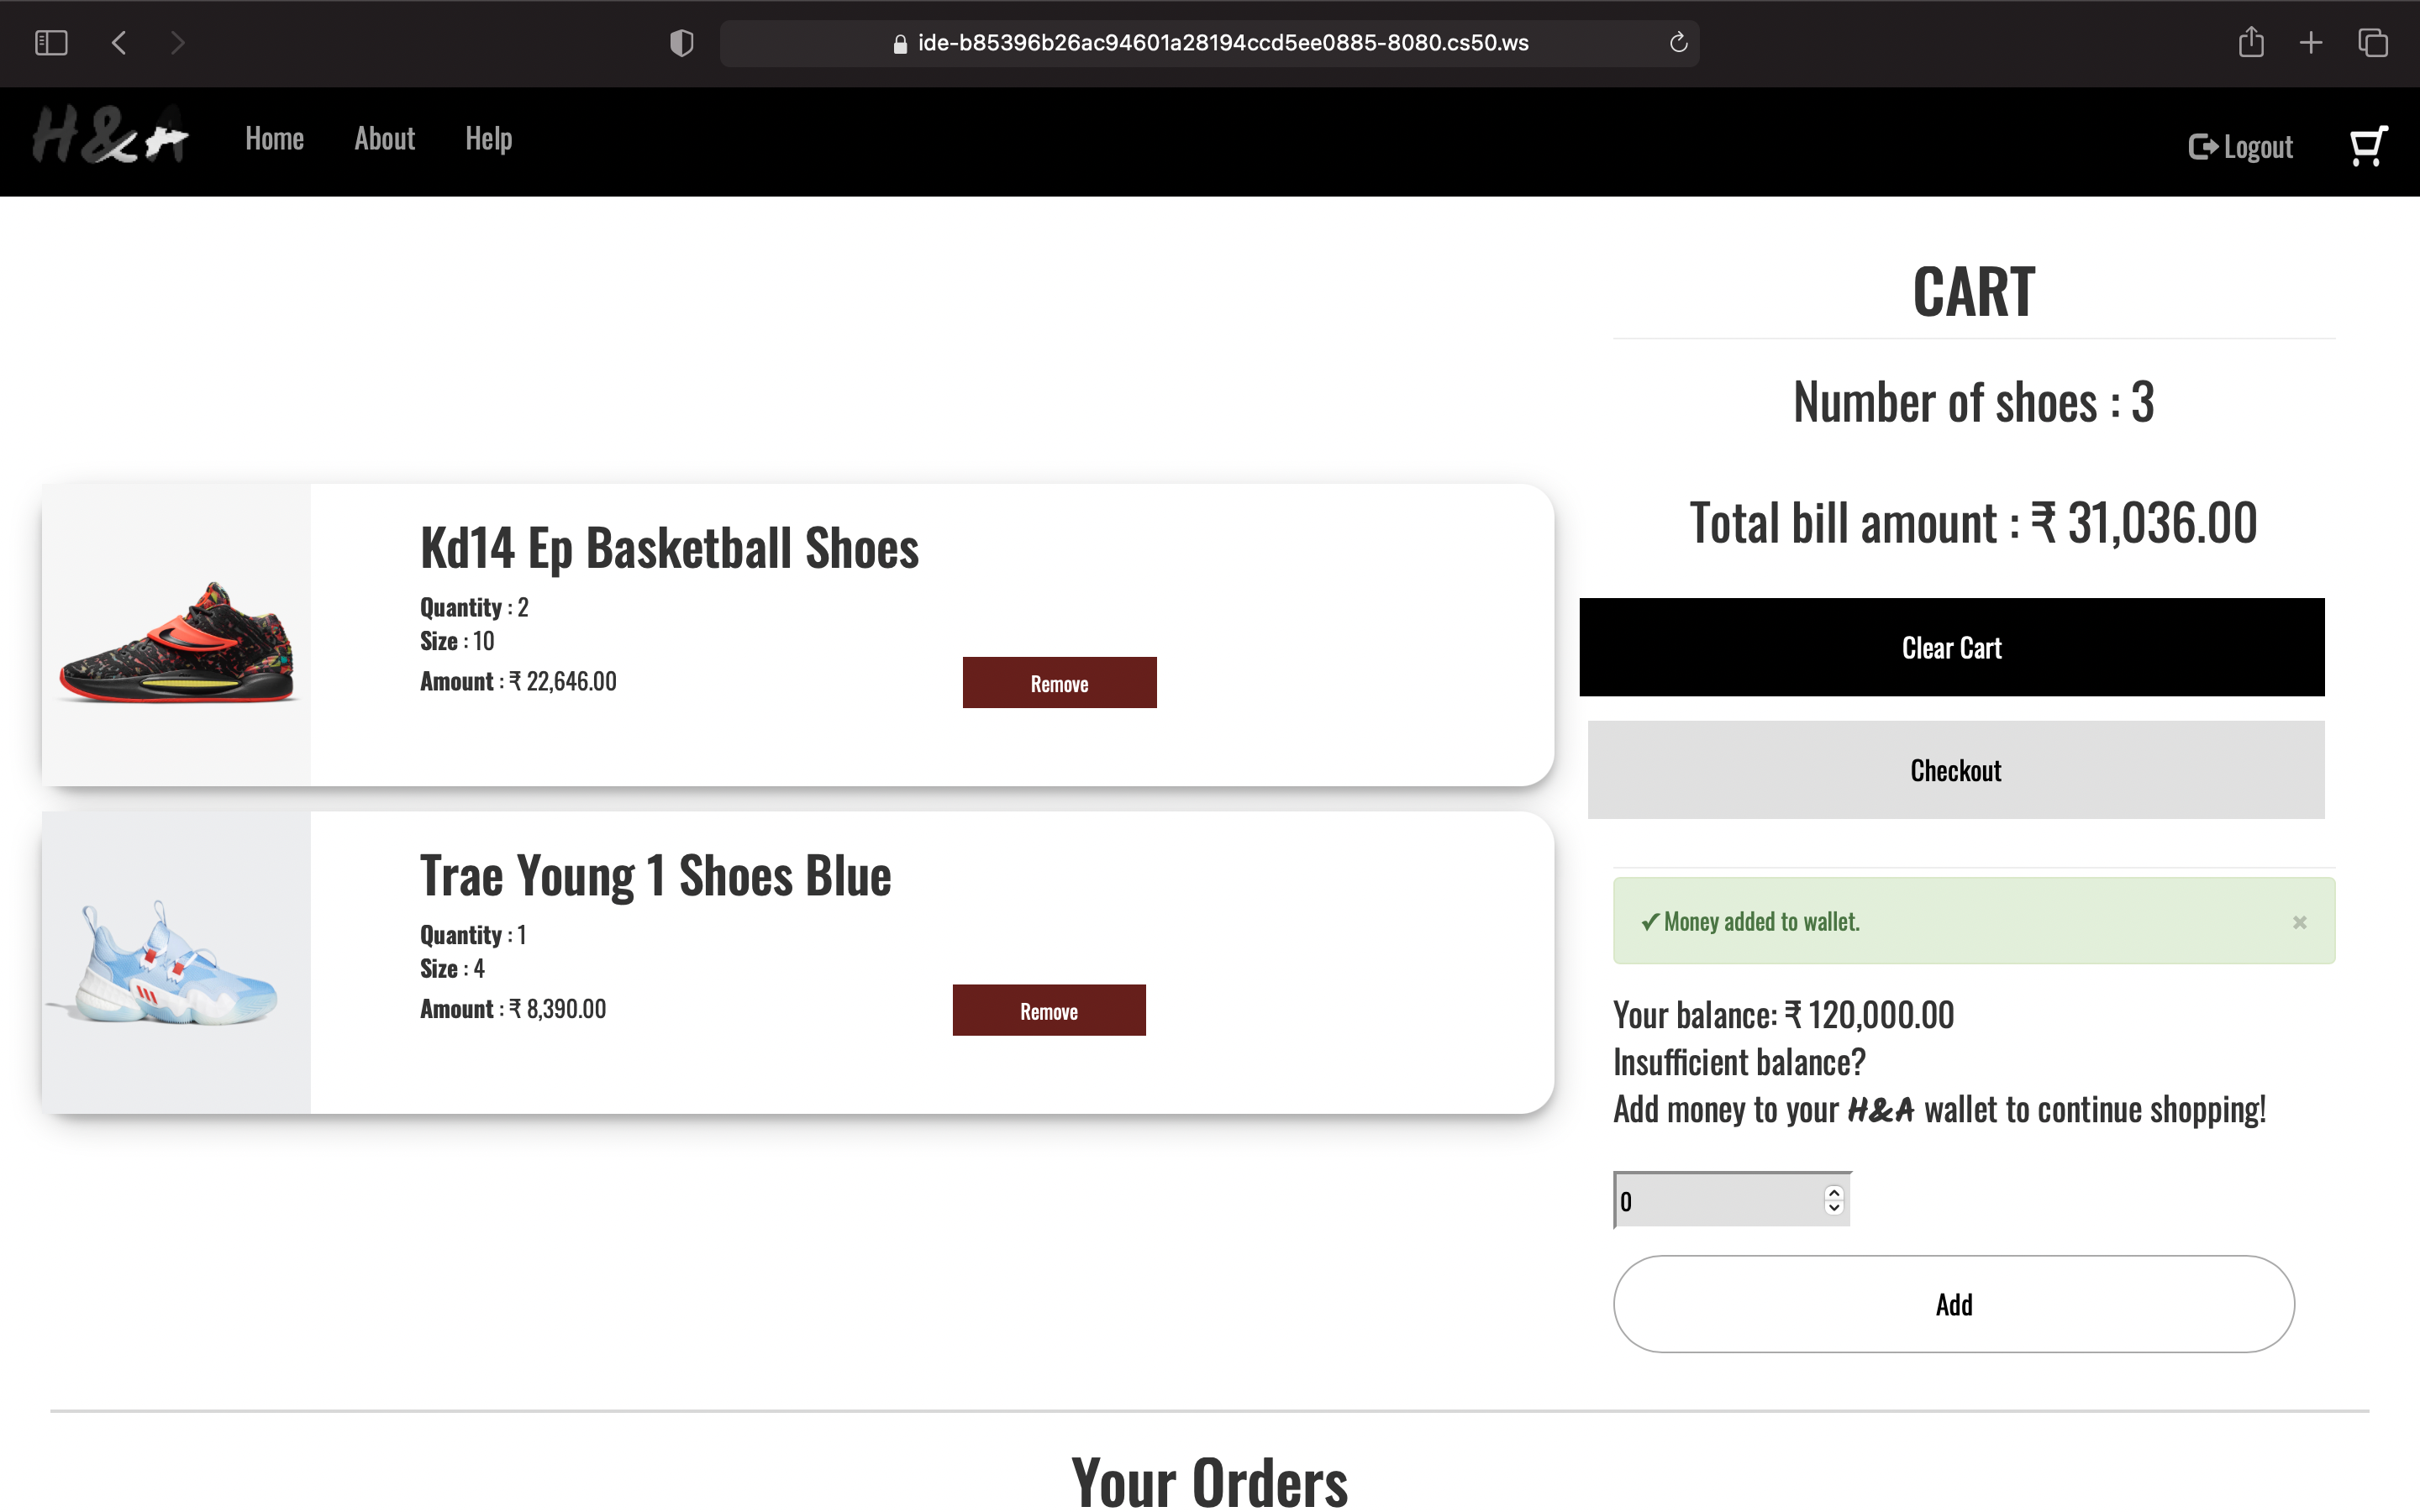 ide-b85396b26ac94601a28194ccd5ee0885-8080.cs50.ws
H&A Home About Help Logout
CART
Number of shoes : 3
Total bill amount : ₹ 31,036.00
Clear Cart
Checkout
Kd14 Ep Basketball Shoes
Quantity : 2
Size : 10
Amount : ₹ 22,646.00
Remove
Trae Young 1 Shoes Blue
Quantity : 1
Size : 4
Amount : ₹ 8,390.00
Remove
✔Money added to wallet. ×
Your balance: ₹ 120,000.00
Insufficient balance?
Add money to your H&A wallet to continue shopping!
0
Add
Your Orders